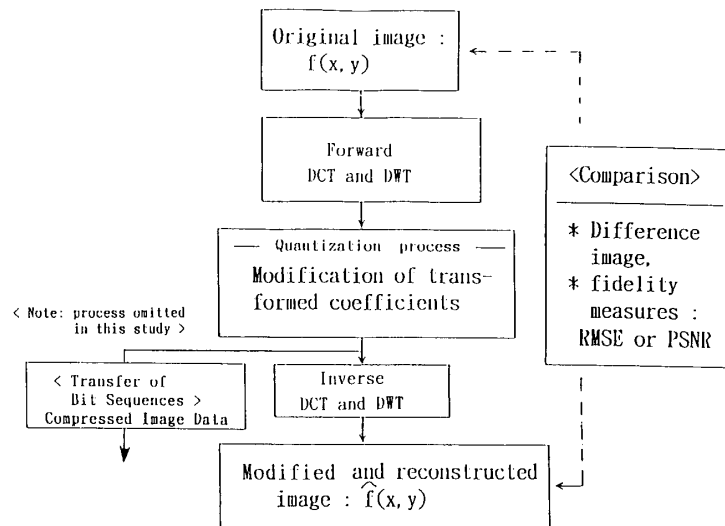 Original image :
f(x, y)
Forward
DCT and DWT
Quantization process
Modification of trans-
formed coefficients
< Note: process omitted
in this study >
< Transfer of
Bit Sequences >
Compressed Image Data
Inverse
DCT and DWT
Modified and reconstructed
image : f̂(x, y)
<Comparison>
* Difference
image,
* fidelity
measures :
RMSE or PSNR